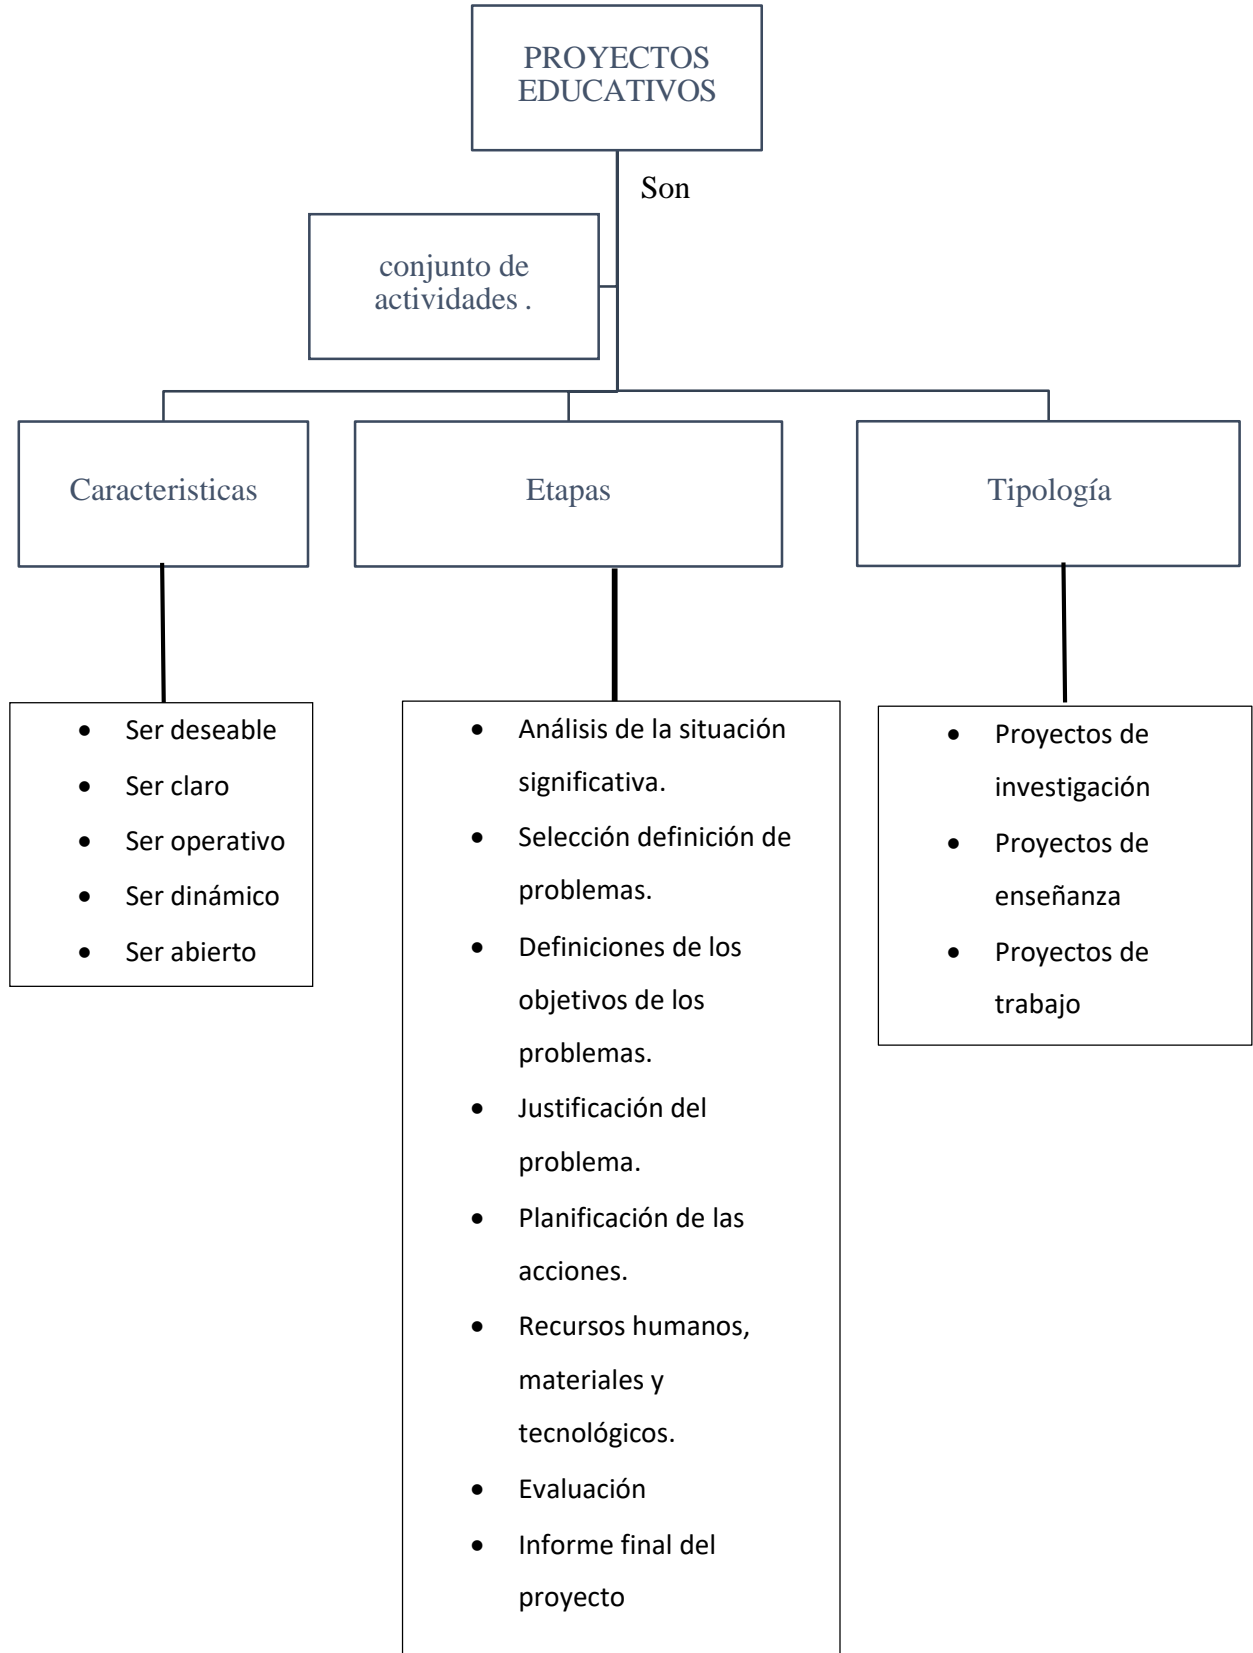 PROYECTOS
EDUCATIVOS
Son
conjunto de
actividades .
Caracteristicas
Etapas
Tipología
• Ser deseable
• Ser claro
• Ser operativo
• Ser dinámico
• Ser abierto
• Análisis de la situación
significativa.
• Selección definición de
problemas.
• Definiciones de los
objetivos de los
problemas.
• Justificación del
problema.
• Planificación de las
acciones.
• Recursos humanos,
materiales y
tecnológicos.
• Evaluación
• Informe final del
proyecto
• Proyectos de
investigación
• Proyectos de
enseñanza
• Proyectos de
trabajo